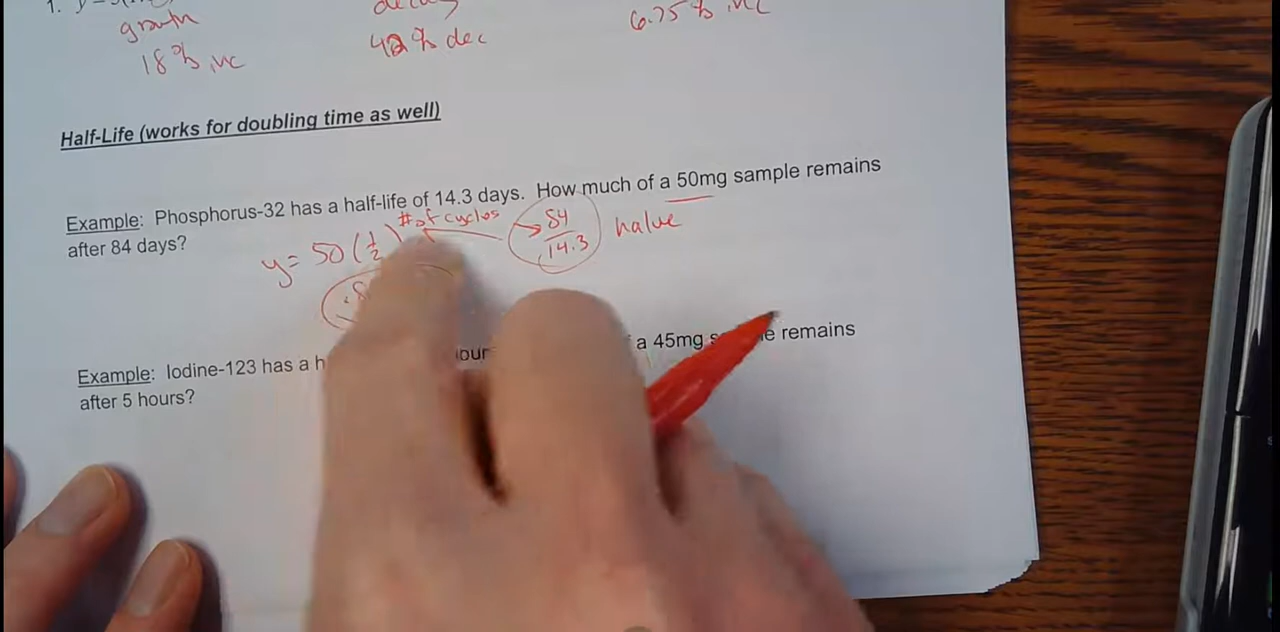 1. y =
growth
18% inc
decay
42% dec
6.75% inc
Half-Life (works for doubling time as well)
Example: Phosphorus-32 has a half-life of 14.3 days. How much of a 50mg sample remains
after 84 days?
# of cycles
y = 50 (1/2)
84/14.3
halve
Example: Iodine-123 has a a 45mg remains
after 5 hours?